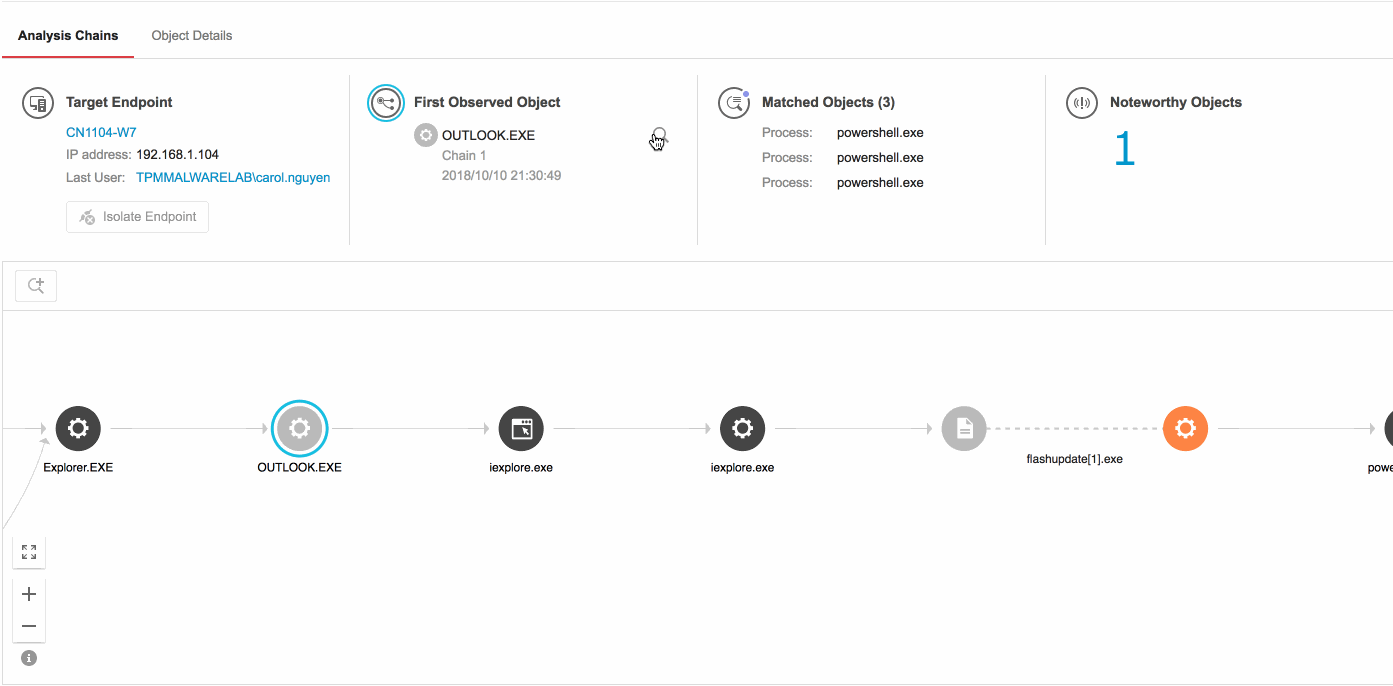 Analysis Chains Object Details
Target Endpoint
CN1104-W7
IP address: 192.168.1.104
Last User: TPMMALWARELAB\carol.nguyen
Isolate Endpoint
First Observed Object
OUTLOOK.EXE
Chain 1
2018/10/10 21:30:49
Matched Objects (3)
Process: powershell.exe
Process: powershell.exe
Process: powershell.exe
Noteworthy Objects
1
Explorer.EXE
OUTLOOK.EXE
iexplore.exe
iexplore.exe
flashupdate[1].exe
powe